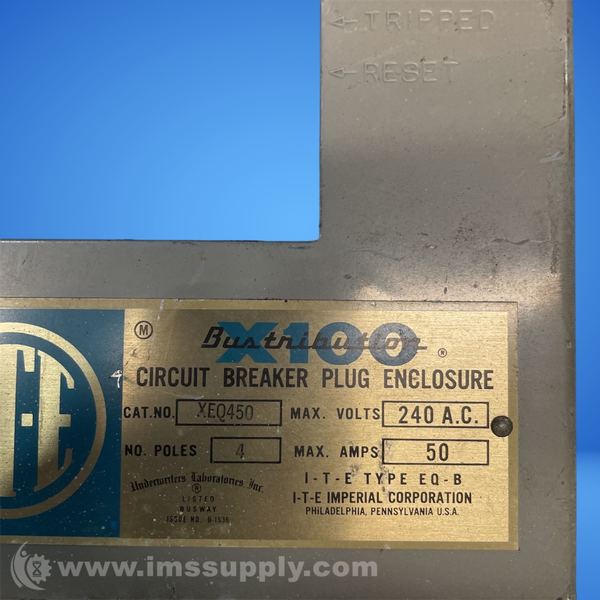 ←TRIPPED
←RESET
Ⓜ Bustribution ®
X100
CIRCUIT BREAKER PLUG ENCLOSURE
CAT.NO. XEQ450 MAX. VOLTS 240 A.C.
NO. POLES 4 MAX. AMPS 50
Underwriters Laboratories Inc. ®
LISTED
BUSWAY
I-T-E TYPE EQ-B
I-T-E IMPERIAL CORPORATION
PHILADELPHIA, PENNSYLVANIA U.S.A.
www.imssupply.com